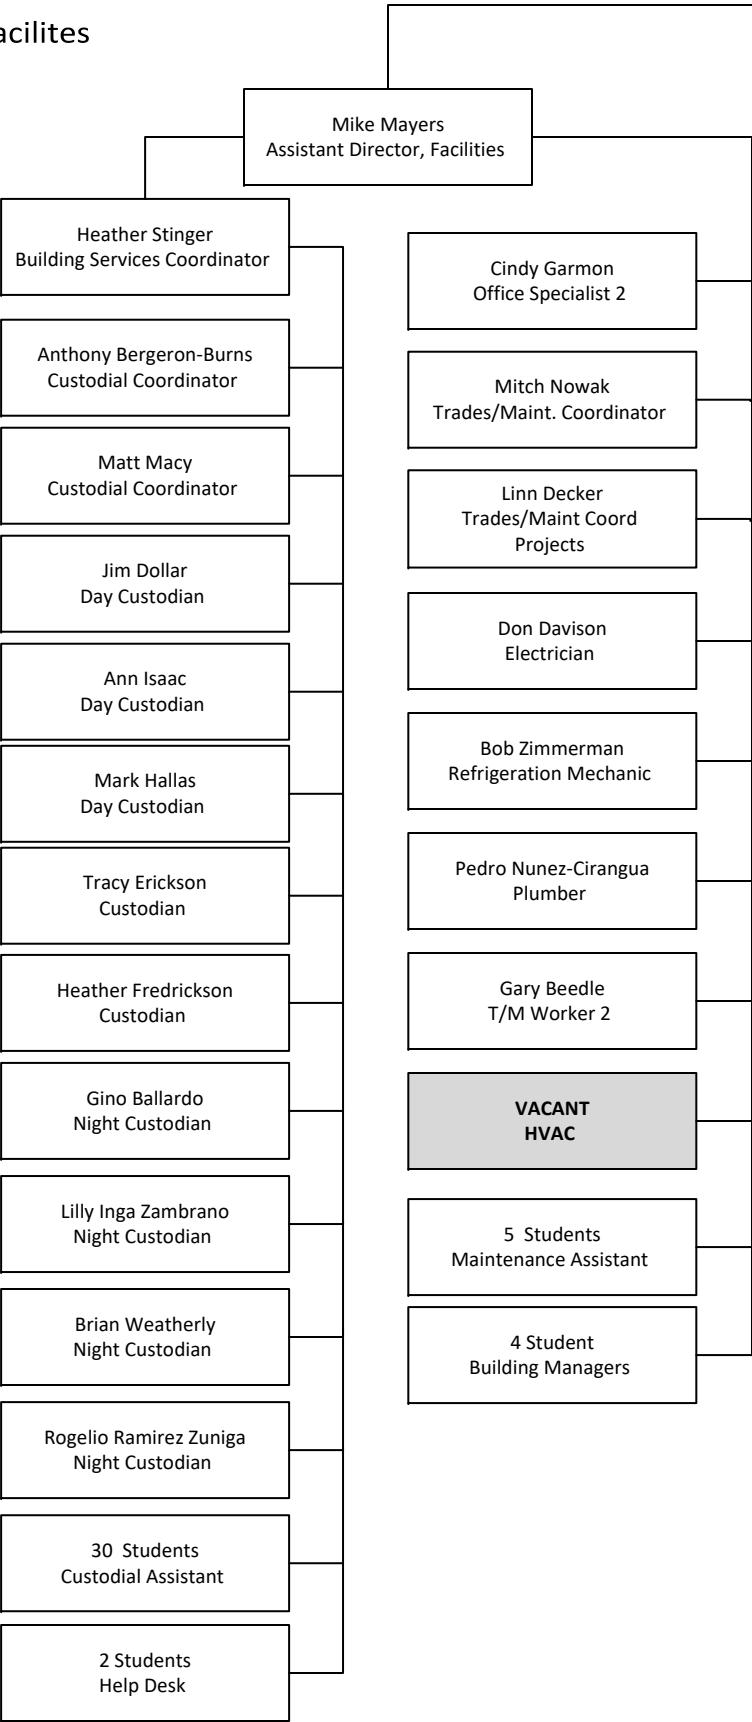 acilites
Mike Mayers
Assistant Director, Facilities
Heather Stinger
Building Services Coordinator
Anthony Bergeron-Burns
Custodial Coordinator
Matt Macy
Custodial Coordinator
Jim Dollar
Day Custodian
Ann Isaac
Day Custodian
Mark Hallas
Day Custodian
Tracy Erickson
Custodian
Heather Fredrickson
Custodian
Gino Ballardo
Night Custodian
Lilly Inga Zambrano
Night Custodian
Brian Weatherly
Night Custodian
Rogelio Ramirez Zuniga
Night Custodian
30  Students
Custodial Assistant
2 Students
Help Desk
Cindy Garmon
Office Specialist 2
Mitch Nowak
Trades/Maint. Coordinator
Linn Decker
Trades/Maint Coord
Projects
Don Davison
Electrician
Bob Zimmerman
Refrigeration Mechanic
Pedro Nunez-Cirangua
Plumber
Gary Beedle
T/M Worker 2
VACANT
HVAC
5  Students
Maintenance Assistant
4 Student
Building Managers